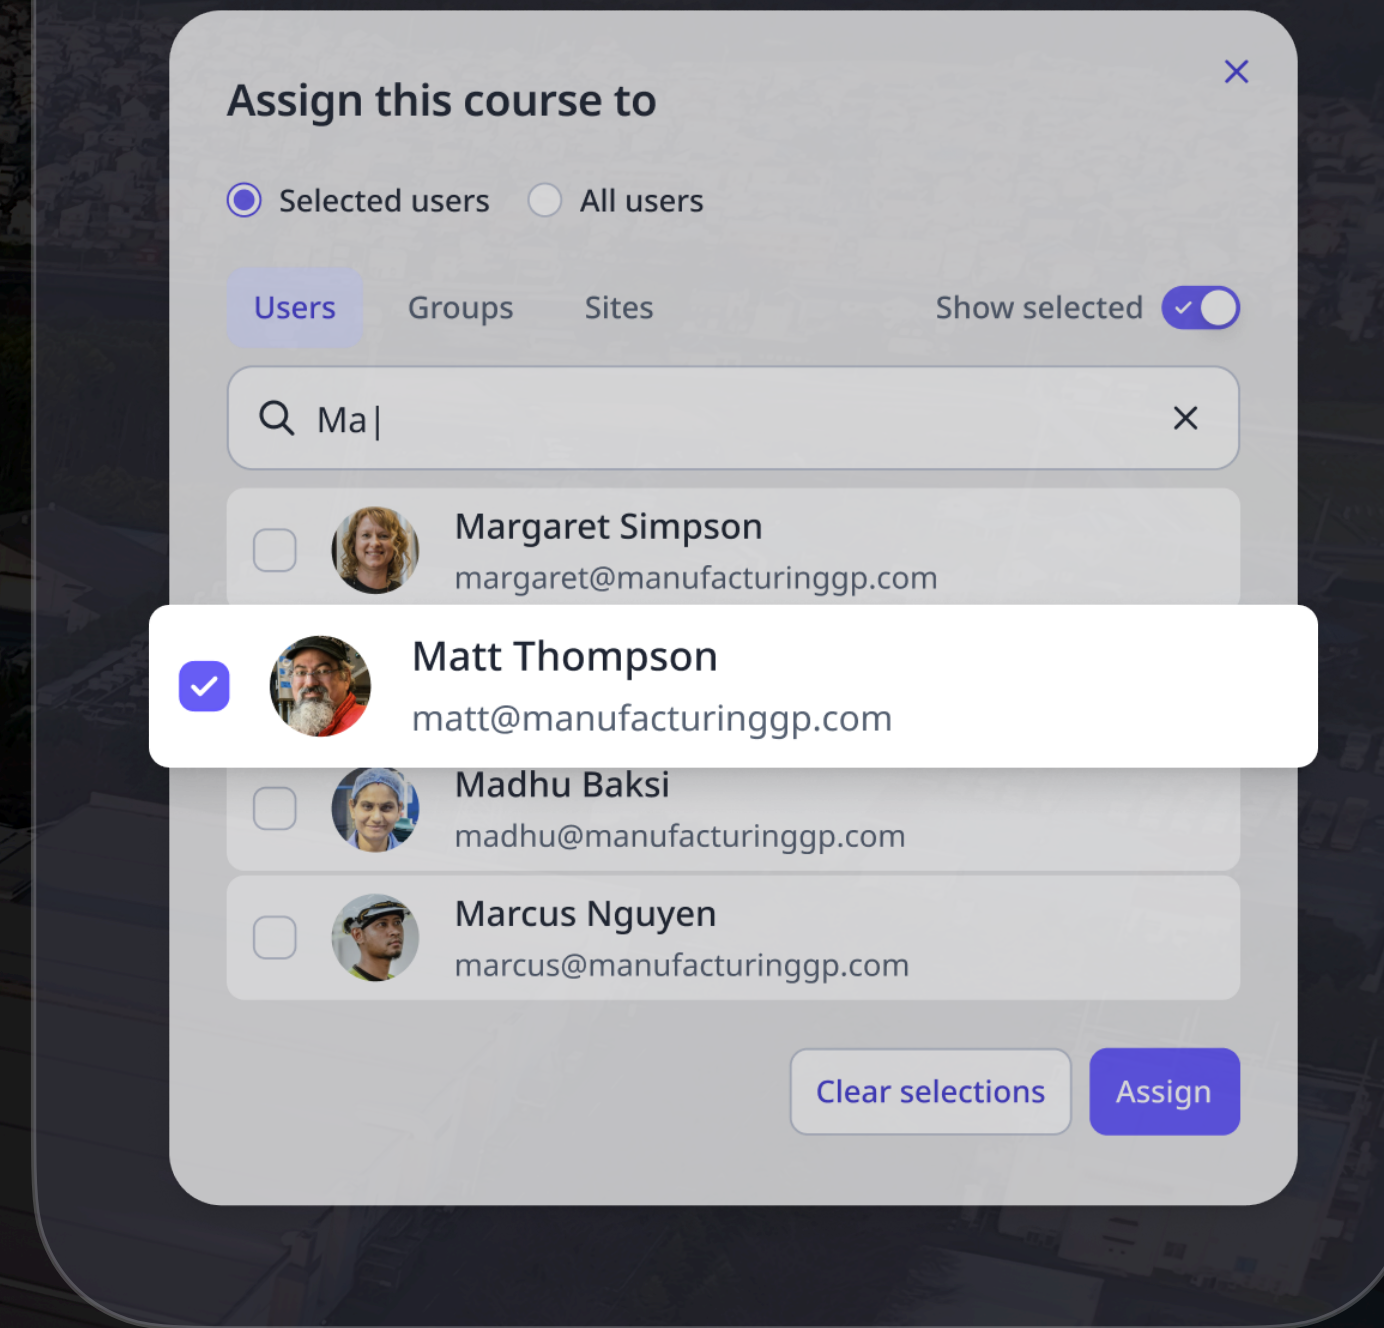 Assign this course to
Selected users
All users
Users
Groups
Sites
Show selected
Ma
Margaret Simpson
margaret@manufacturinggp.com
Matt Thompson
matt@manufacturinggp.com
Madhu Baksi
madhu@manufacturinggp.com
Marcus Nguyen
marcus@manufacturinggp.com
Clear selections
Assign